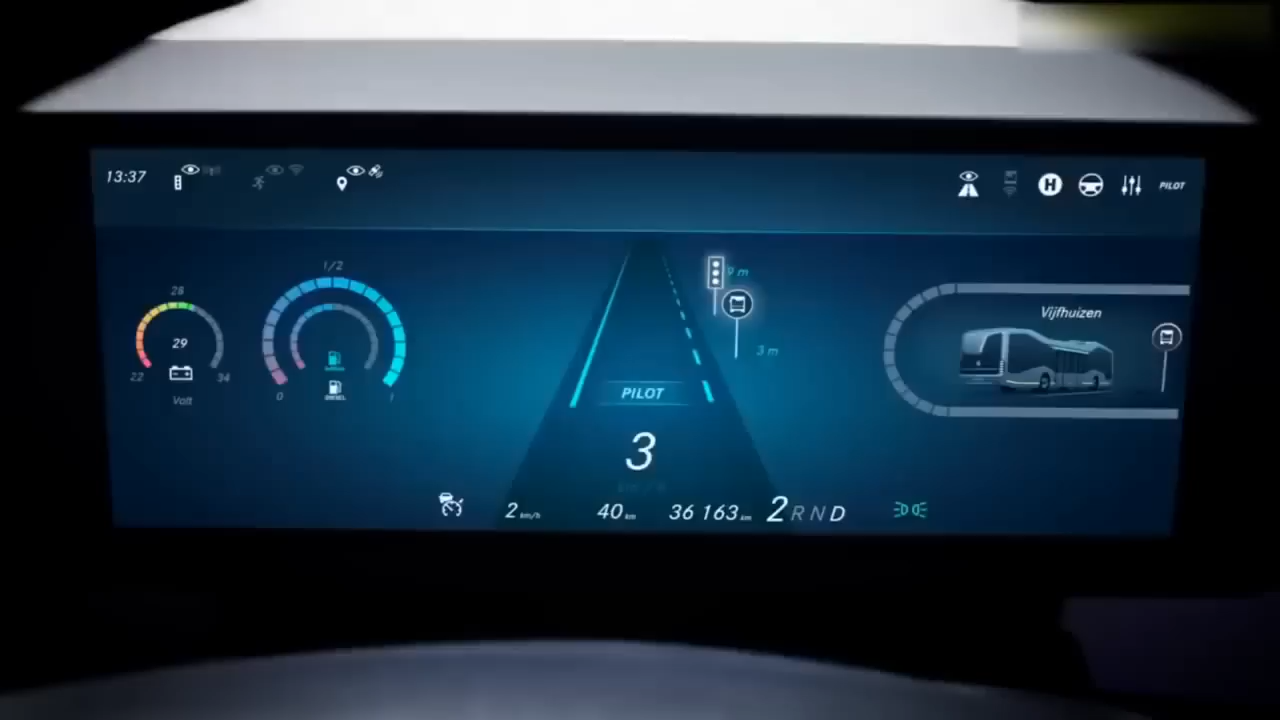 13:37
H
PILOT
9 m
3 m
28
29
22
34
Volt
1/2
0
1
DIESEL
PILOT
3
Vijfhuizen
2 km/h
40 km
36 163 km
2 R N D